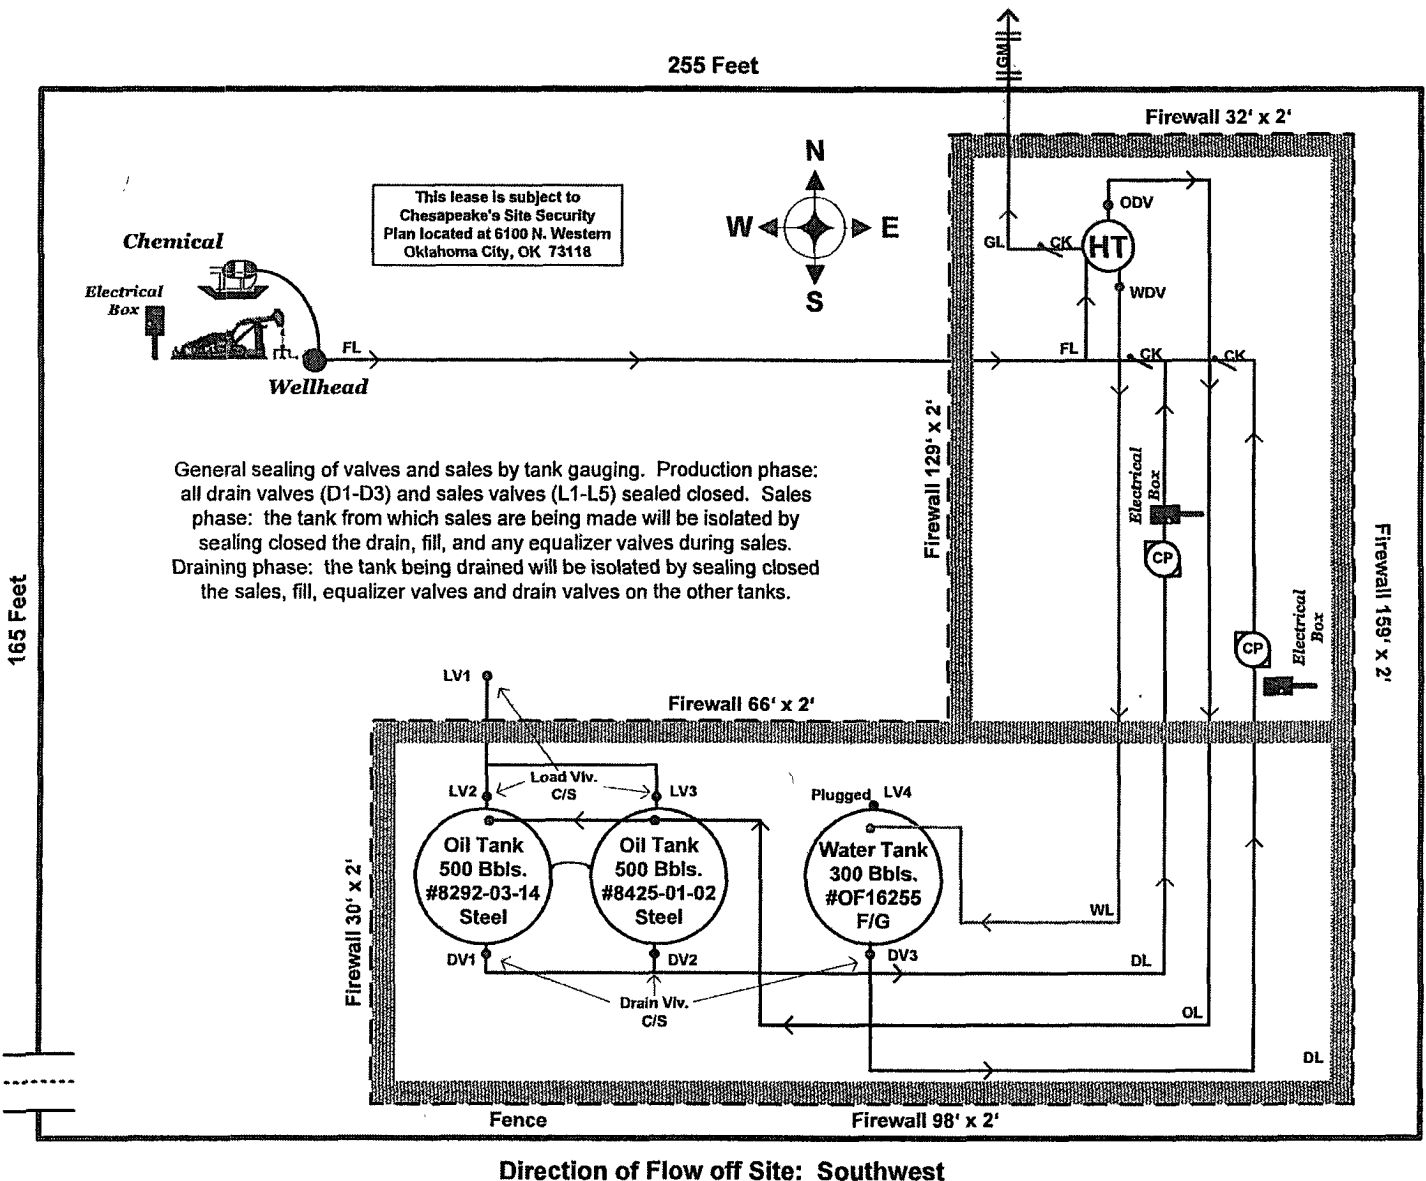 GM
255 Feet
Firewall 32' x 2'
N
W
E
S
This lease is subject to
Chesapeake's Site Security
Plan located at 6100 N. Western
Oklahoma City, OK 73118
ODV
HT
GL
CK
WDV
Chemical
Electrical
Box
FL
Wellhead
FL
CK
CK
Firewall 129' x 2'
Electrical
Box
CP
General sealing of valves and sales by tank gauging. Production phase:
all drain valves (D1-D3) and sales valves (L1-L5) sealed closed. Sales
phase: the tank from which sales are being made will be isolated by
sealing closed the drain, fill, and any equalizer valves during sales.
Draining phase: the tank being drained will be isolated by sealing closed
the sales, fill, equalizer valves and drain valves on the other tanks.
165 Feet
Firewall 159' x 2'
Electrical
Box
CP
LV1
Firewall 66' x 2'
Load Vlv.
C/S
LV2
LV3
Plugged
LV4
Oil Tank
500 Bbls.
#8292-03-14
Steel
Oil Tank
500 Bbls.
#8425-01-02
Steel
Water Tank
300 Bbls.
#OF16255
F/G
Firewall 30' x 2'
WL
DV1
DV2
DV3
DL
Drain Vlv.
C/S
OL
DL
Fence
Firewall 98' x 2'
Direction of Flow off Site: Southwest